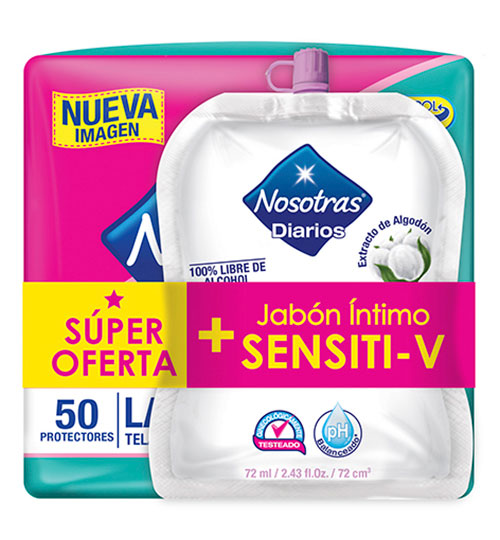 NUEVA
IMAGEN
Nosotras
Diarios
Extracto de Algodón
100% LIBRE DE
ALCOHOL
SÚPER
OFERTA
+ Jabón Íntimo
SENSITI-V
50
PROTECTORES
GINECOLÓGICAMENTE
TESTEADO
pH
Balanceado
72 ml / 2.43 fl.Oz. / 72 cm³